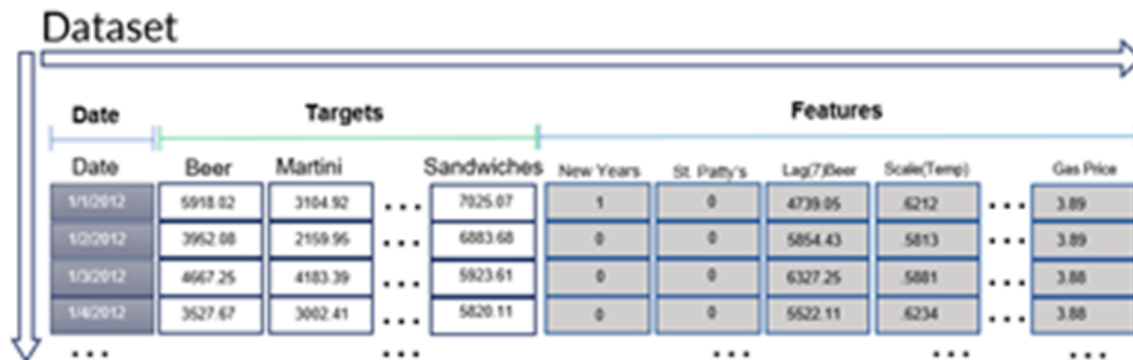 Dataset
Date Targets Features
Date Beer Martini Sandwiches New Years St. Patty's Lag(7)Beer Scale(Temp) Gas Price
1/1/2012 5918.02 3104.92 ... 7025.07 1 0 4739.05 .6212 ... 3.89
1/2/2012 3952.08 2159.95 ... 6883.68 0 0 5854.43 .5813 ... 3.89
1/3/2012 4667.25 4183.39 ... 5923.61 0 0 6327.25 .5881 ... 3.88
1/4/2012 3527.67 3002.41 ... 5820.11 0 0 5522.11 .6234 ... 3.88
... ... ... ... ...